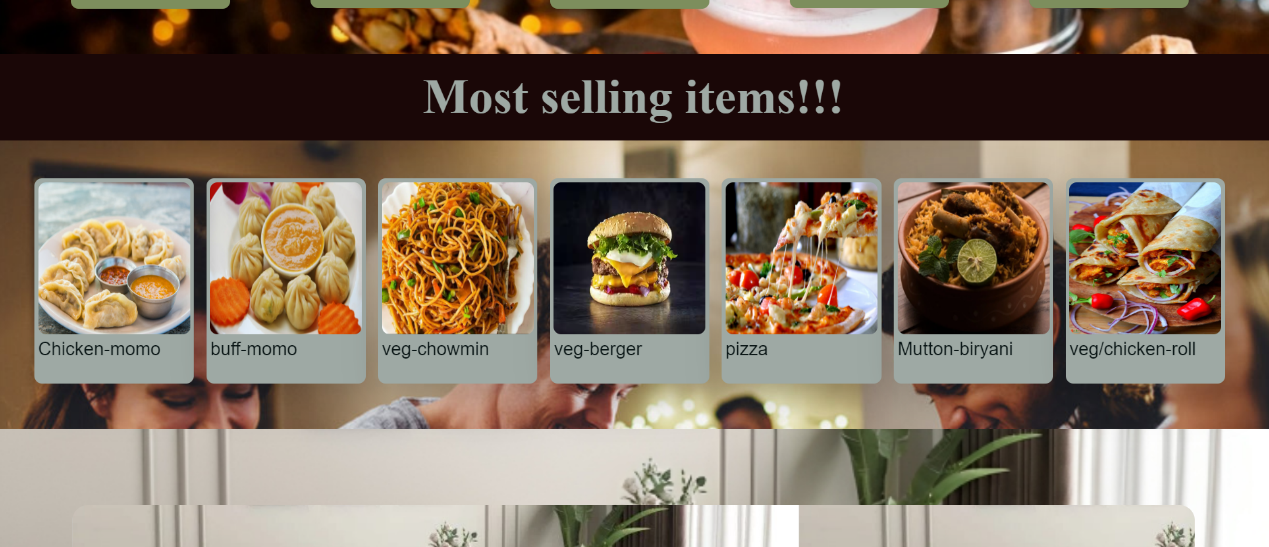 Most selling items!!!
Chicken-momo
buff-momo
veg-chowmin
veg-berger
pizza
Mutton-biryani
veg/chicken-roll